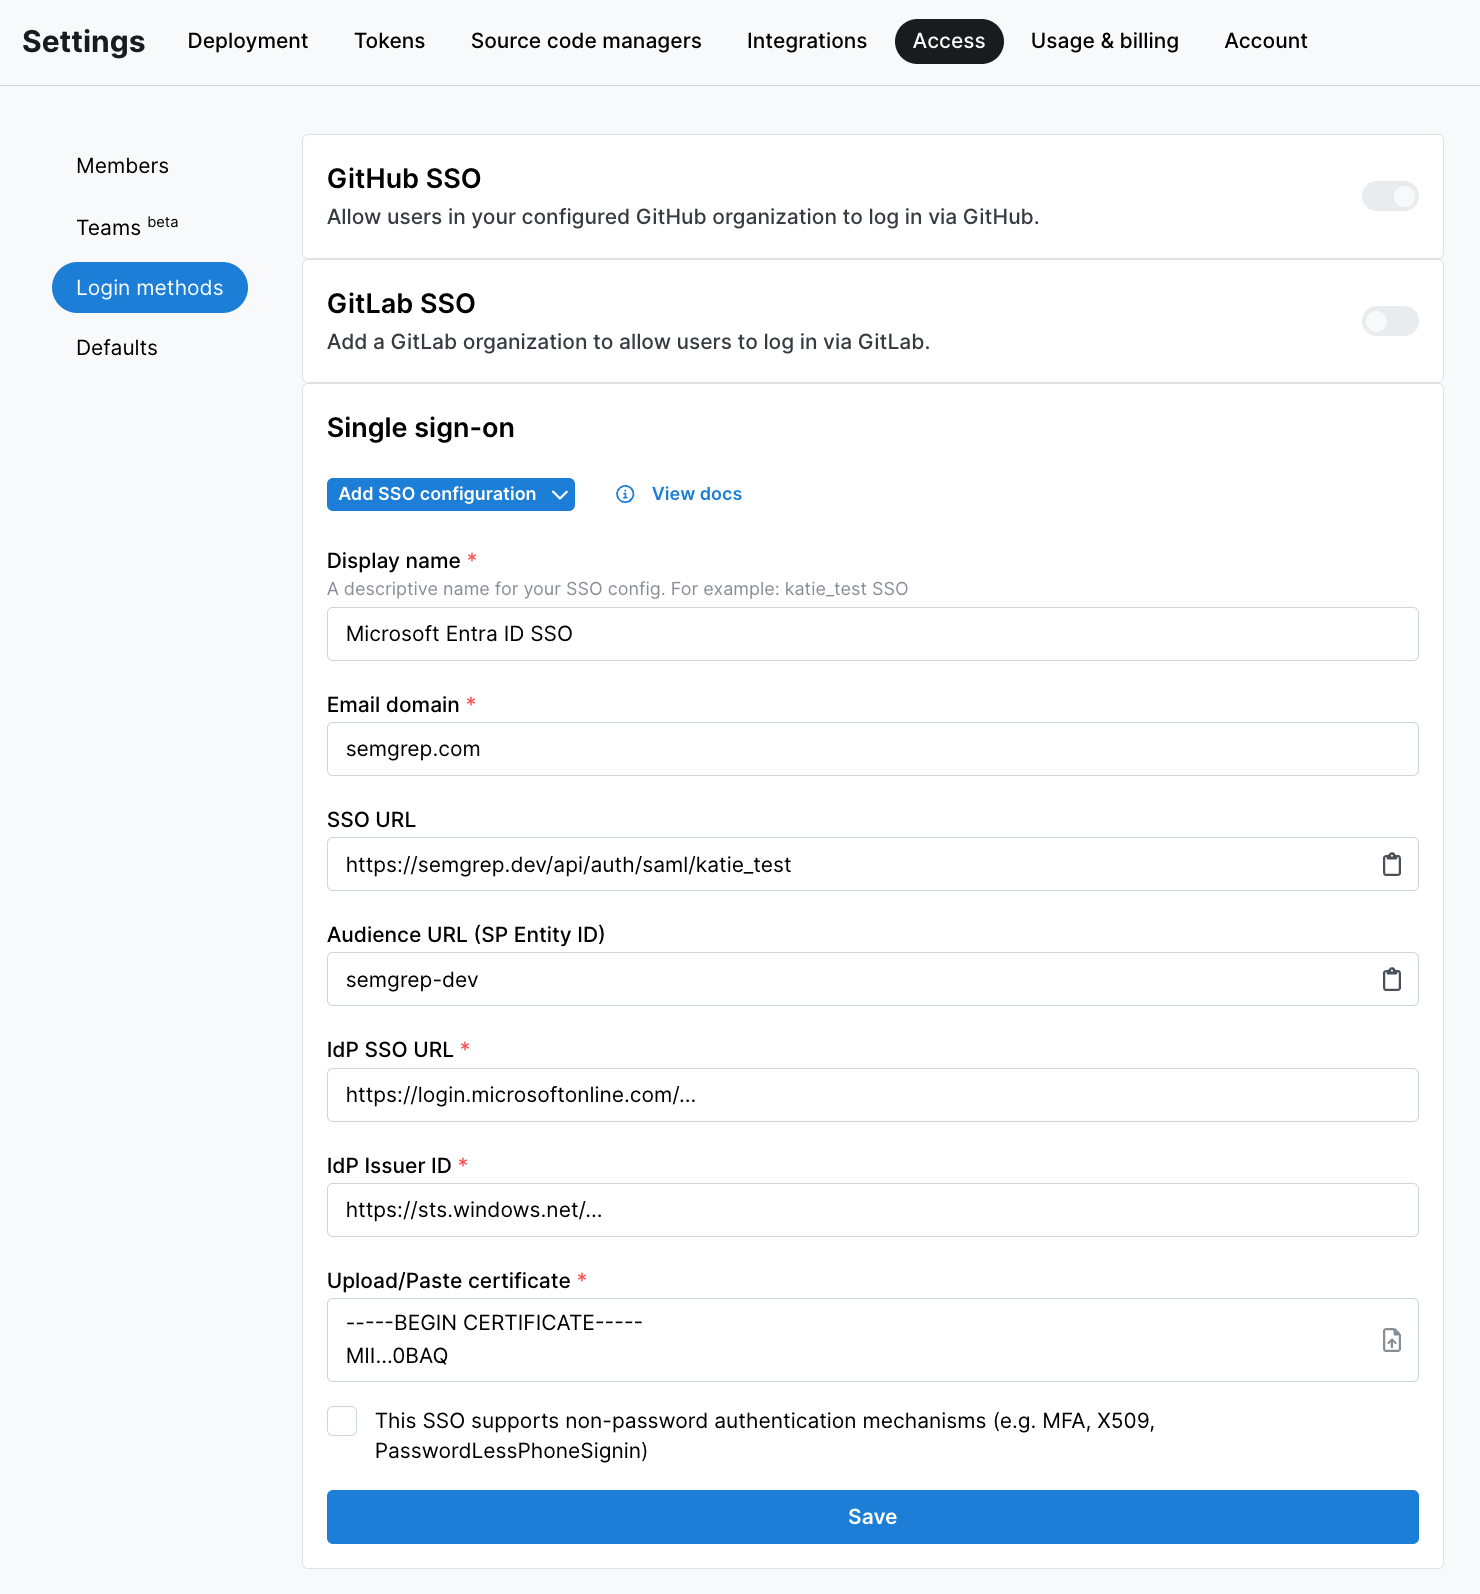 Settings
Deployment
Tokens
Source code managers
Integrations
Access
Usage & billing
Account
Members
Teams beta
Login methods
Defaults
GitHub SSO
Allow users in your configured GitHub organization to log in via GitHub.
GitLab SSO
Add a GitLab organization to allow users to log in via GitLab.
Single sign-on
Add SSO configuration
View docs
Display name *
A descriptive name for your SSO config. For example: katie_test SSO
Microsoft Entra ID SSO
Email domain *
semgrep.com
SSO URL
https://semgrep.dev/api/auth/saml/katie_test
Audience URL (SP Entity ID)
semgrep-dev
IdP SSO URL *
https://login.microsoftonline.com/...
IdP Issuer ID *
https://sts.windows.net/...
Upload/Paste certificate *
-----BEGIN CERTIFICATE-----
MII...0BAQ
This SSO supports non-password authentication mechanisms (e.g. MFA, X509,
PasswordLessPhoneSignin)
Save